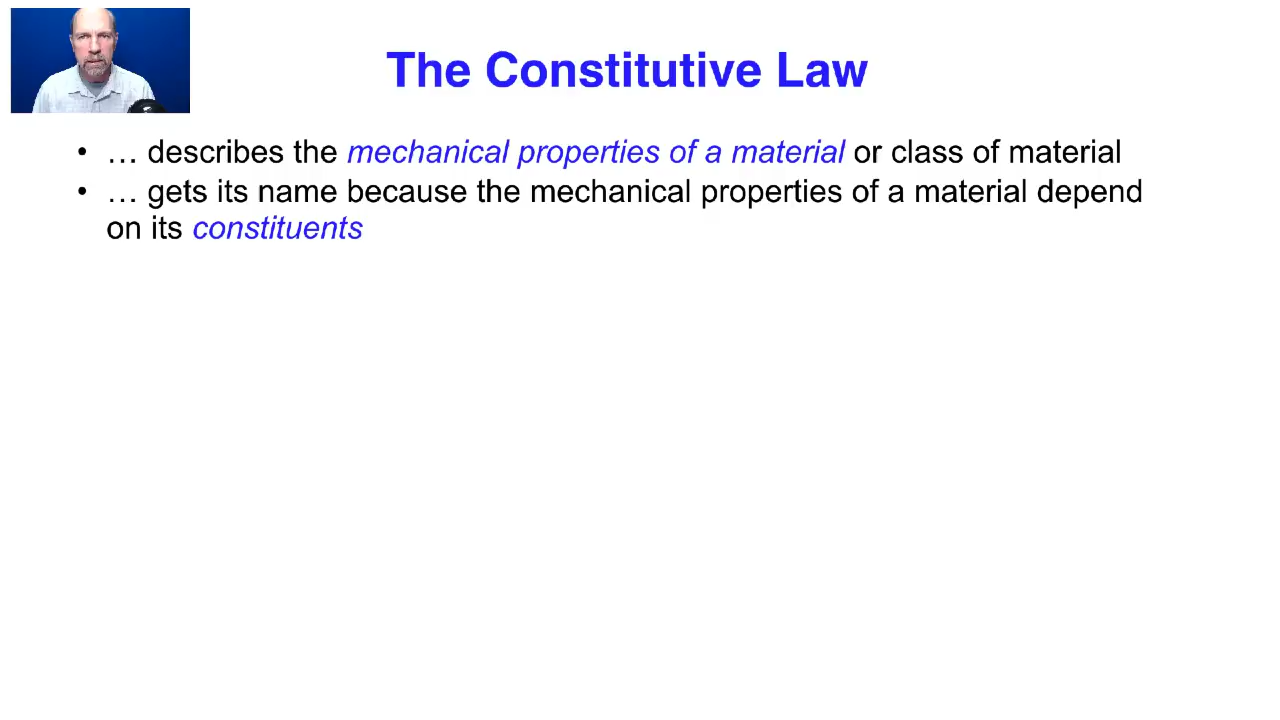 The Constitutive Law
• … describes the mechanical properties of a material or class of material
• … gets its name because the mechanical properties of a material depend
on its constituents